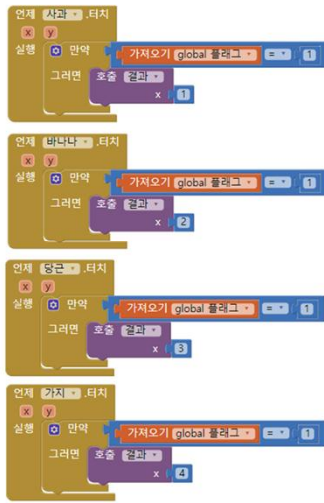 언제 사과 .터치
x y
실행 만약 가져오기 global 플래그 = 1
그러면 호출 결과
x 1
언제 바나나 .터치
x y
실행 만약 가져오기 global 플래그 = 1
그러면 호출 결과
x 2
언제 당근 .터치
x y
실행 만약 가져오기 global 플래그 = 1
그러면 호출 결과
x 3
언제 가지 .터치
x y
실행 만약 가져오기 global 플래그 = 1
그러면 호출 결과
x 4